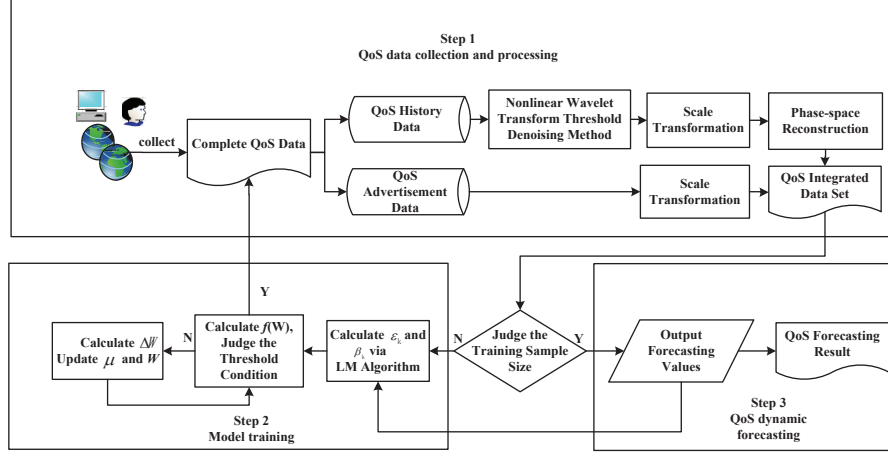 Step 1
QoS data collection and processing
collect
Complete QoS Data
QoS History
Data
Nonlinear Wavelet
Transform Threshold
Denoising Method
Scale
Transformation
Phase-space
Reconstruction
QoS
Advertisement
Data
Scale
Transformation
QoS Integrated
Data Set
Y
Calculate ΔW
Update μ and W
N
Calculate f(W),
Judge the
Threshold
Condition
Calculate εk and
βk via
LM Algorithm
N
Judge the
Training Sample
Size
Y
Output
Forecasting
Values
QoS Forecasting
Result
Step 2
Model training
Step 3
QoS dynamic
forecasting